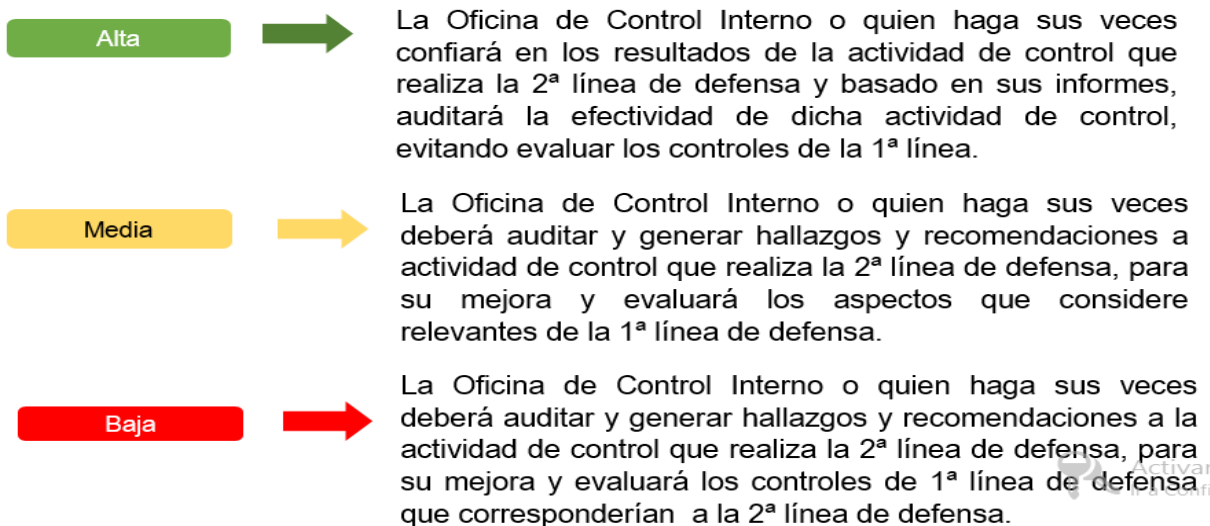 Alta
La Oficina de Control Interno o quien haga sus veces
confiará en los resultados de la actividad de control que
realiza la 2ª línea de defensa y basado en sus informes,
auditará la efectividad de dicha actividad de control,
evitando evaluar los controles de la 1ª línea.
Media
La Oficina de Control Interno o quien haga sus veces
deberá auditar y generar hallazgos y recomendaciones a
actividad de control que realiza la 2ª línea de defensa, para
su mejora y evaluará los aspectos que considere
relevantes de la 1ª línea de defensa.
Baja
La Oficina de Control Interno o quien haga sus veces
deberá auditar y generar hallazgos y recomendaciones a la
actividad de control que realiza la 2ª línea de defensa, para
su mejora y evaluará los controles de 1ª línea de defensa
que corresponderían a la 2ª línea de defensa.
Activar